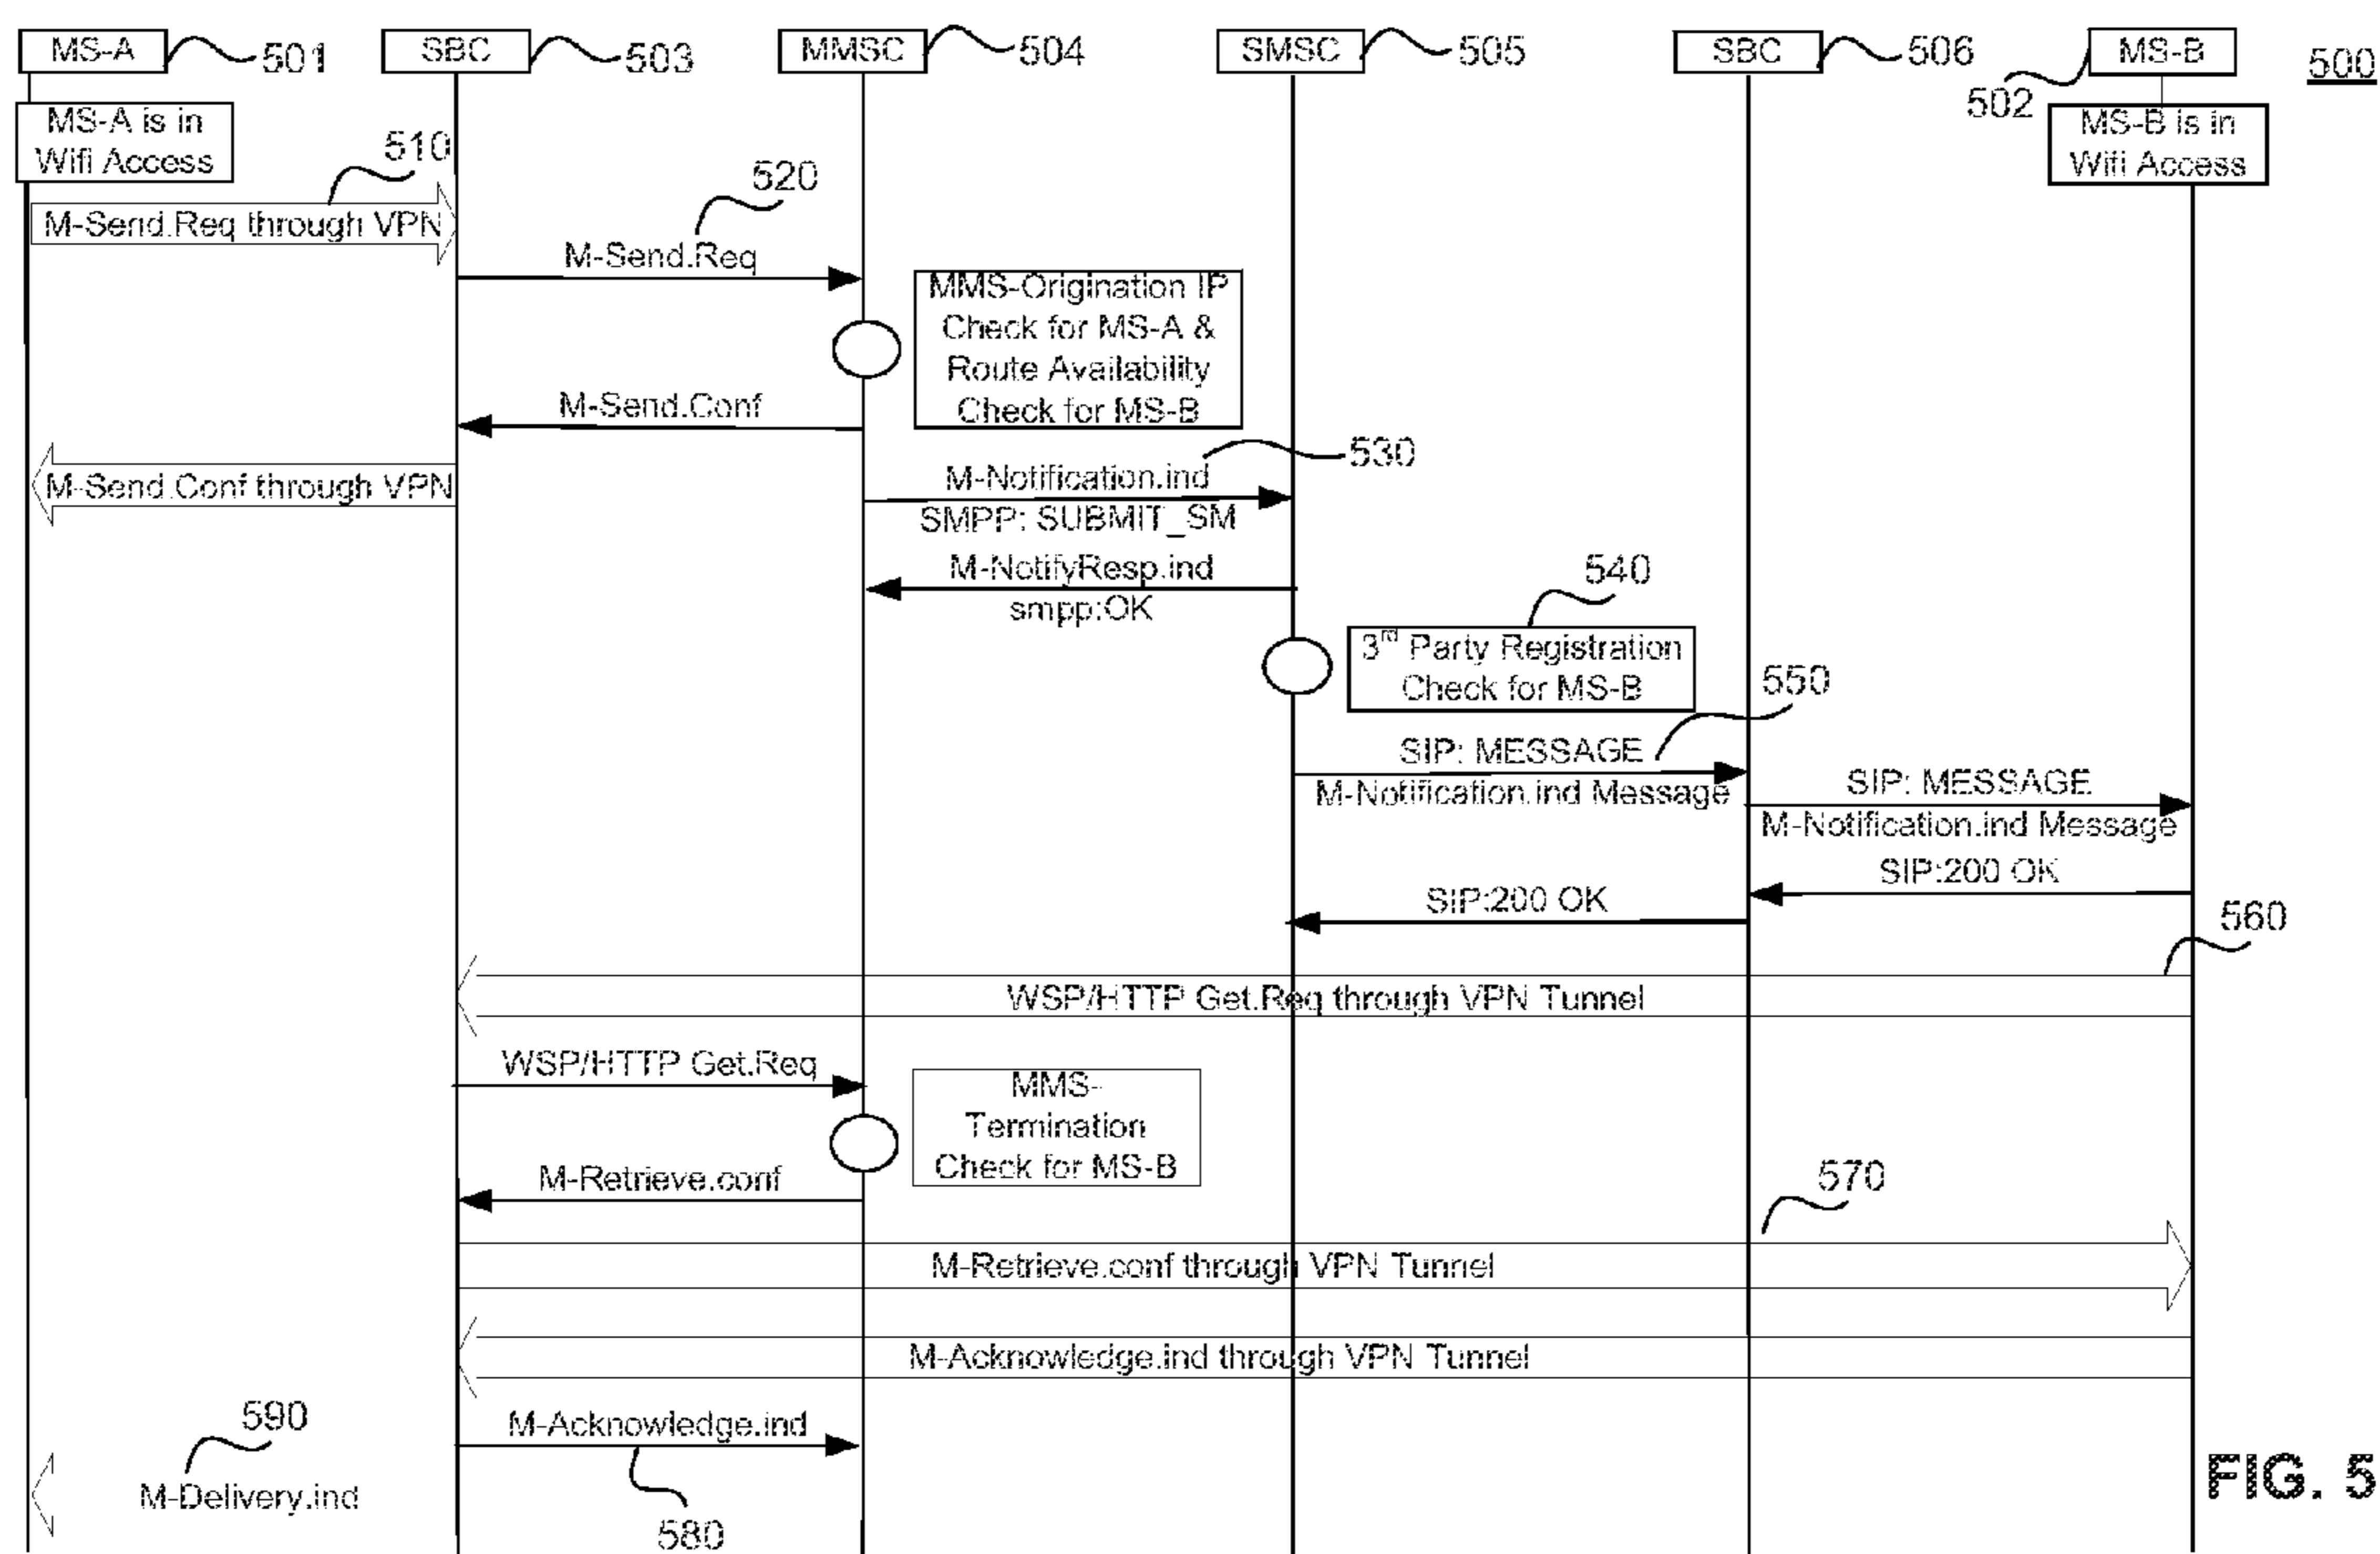 MS-A
501
SBC
503
MMSC
504
SMSC
505
SBC
506
MS-B
502
500
MS-A is in
Wifi Access
MS-B is in
Wifi Access
510
M-Send.Req through VPN
520
M-Send.Req
MMS-Origination IP
Check for MS-A &
Route Availability
Check for MS-B
M-Send.Conf
M-Send.Conf through VPN
530
M-Notification.ind
SMPP: SUBMIT_SM
M-NotifyResp.ind
smpp:OK
540
3rd Party Registration
Check for MS-B
550
SIP: MESSAGE
M-Notification.ind Message
SIP: MESSAGE
M-Notification.ind Message
SIP:200 OK
SIP:200 OK
560
WSP/HTTP Get.Req through VPN Tunnel
WSP/HTTP Get.Req
MMS-
Termination
Check for MS-B
M-Retrieve.conf
570
M-Retrieve.conf through VPN Tunnel
M-Acknowledge.ind through VPN Tunnel
M-Acknowledge.ind
580
590
M-Delivery.ind
FIG. 5